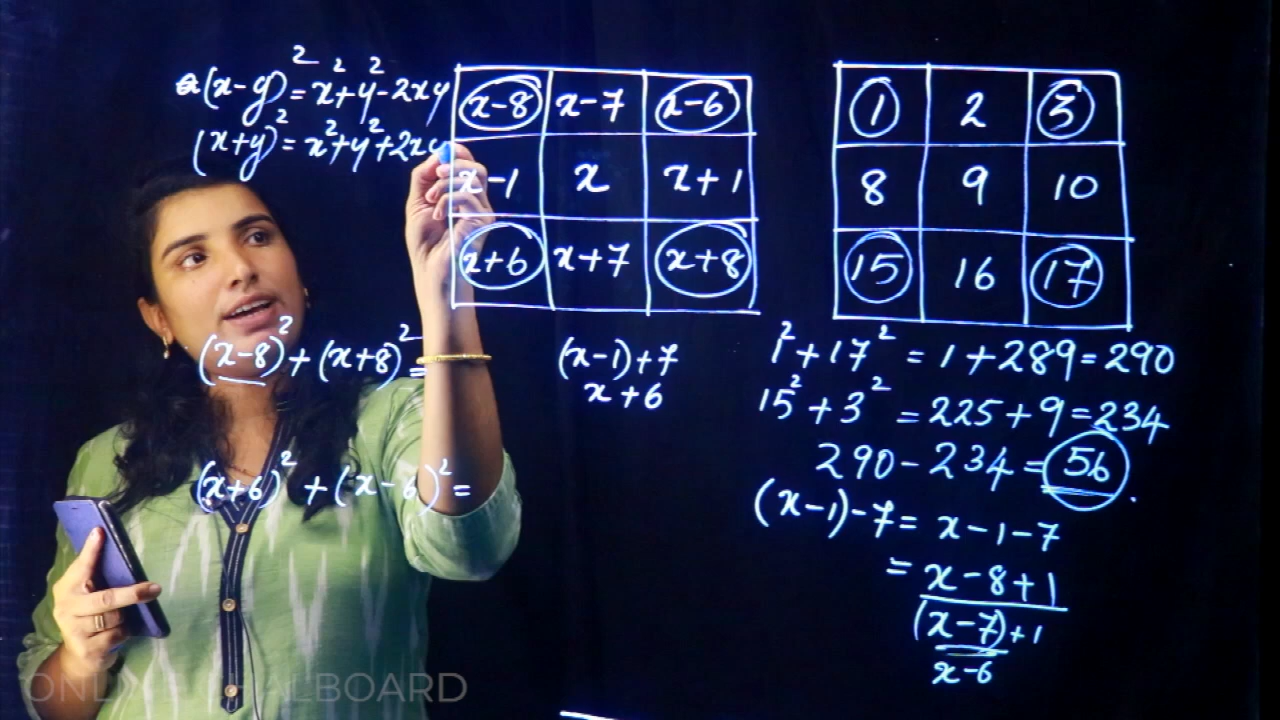 (x-y)² = x²+y²-2xy
(x+y)² = x²+y²+2xy
x-8 x-7 x-6
x-1 x x+1
x+6 x+7 x+8
1 2 3
8 9 10
15 16 17
(x-8)² + (x+8)² =
(x+6)² + (x-6)² =
(x-1)+7
x+6
1² + 17² = 1 + 289 = 290
15² + 3² = 225 + 9 = 234
290 - 234 = 56.
(x-1)-7 = x-1-7
= x-8+1
(x-7)+1
x-6
ONLINE CHALBOARD